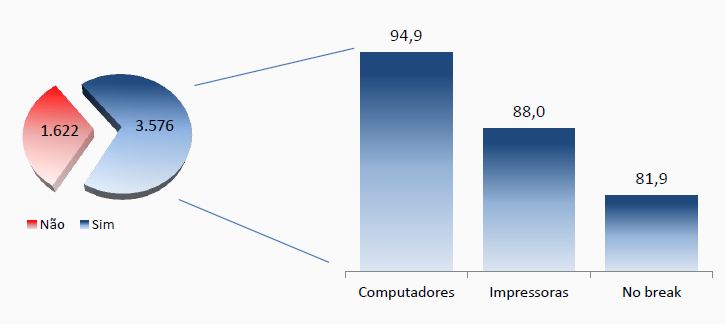 94,9
88,0
81,9
1.622
3.576
Não
Sim
Computadores
Impressoras
No break